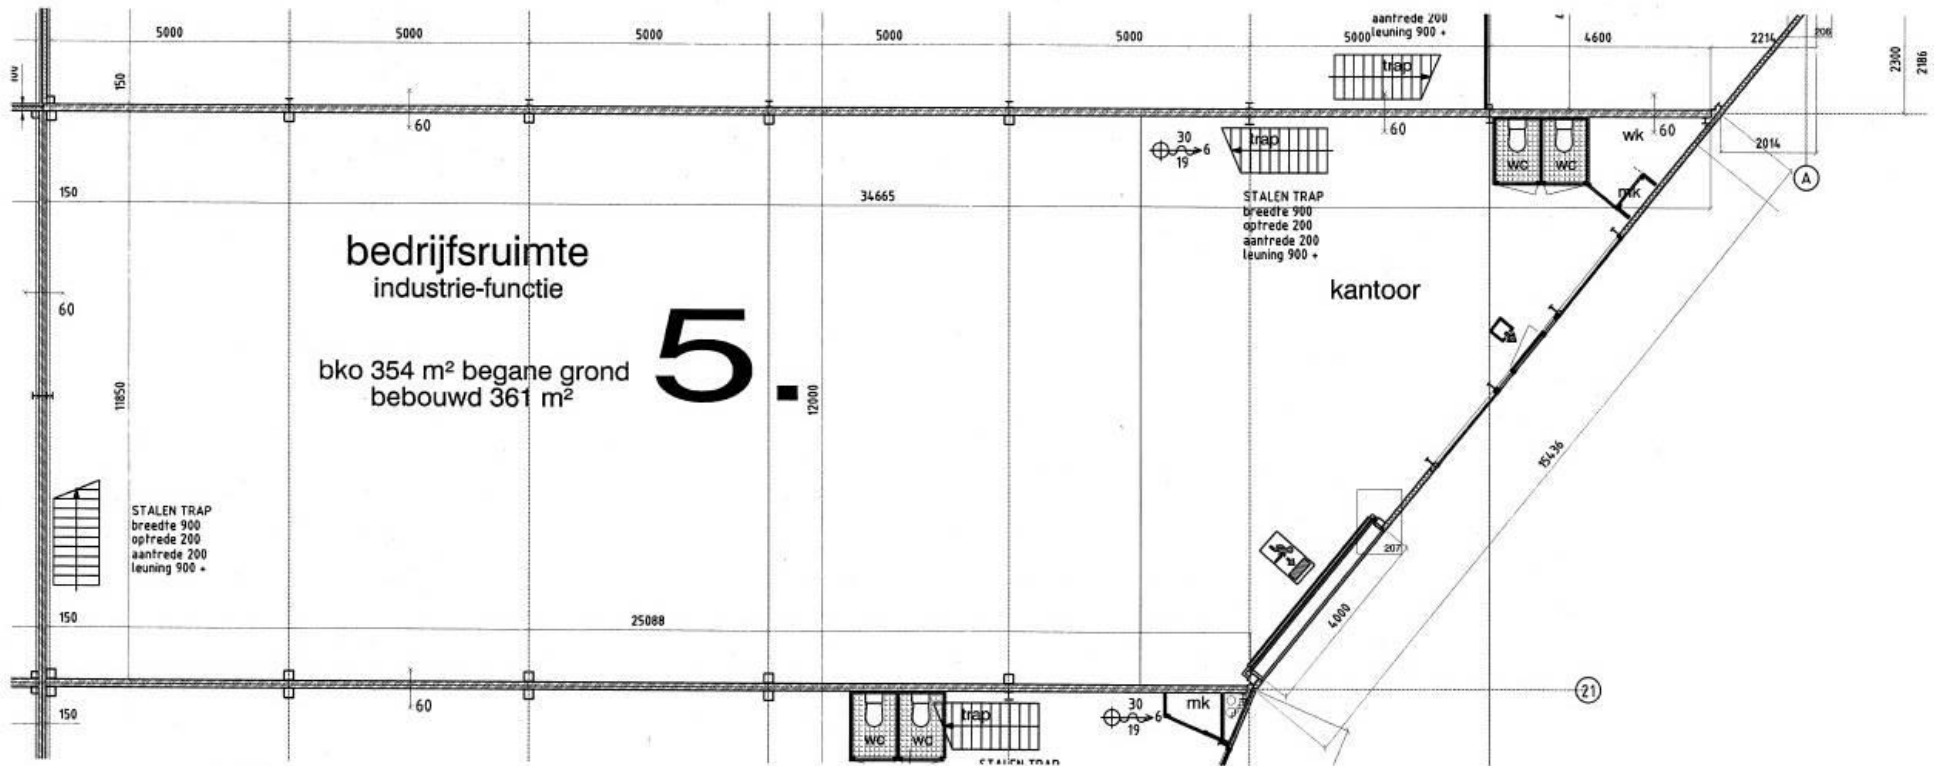 aantrede 200
5000
5000
5000
5000
5000
5000
leuning 900 +
4600
2214
208
2300
2186
150
trap
60
60
60
wk
2014
30
6
19
trap
WC
WC
mk
A
150
34665
STALEN TRAP
breedte 900
optrede 200
aantrede 200
leuning 900 +
bedrijfsruimte
industrie-functie
kantoor
60
5.
bko 354 m² begane grond
bebouwd 361 m²
11850
12000
15436
STALEN TRAP
breedte 900
optrede 200
aantrede 200
leuning 900 +
207
4000
150
25088
21
60
150
WC
WC
trap
30
6
19
mk
STALEN TRAP